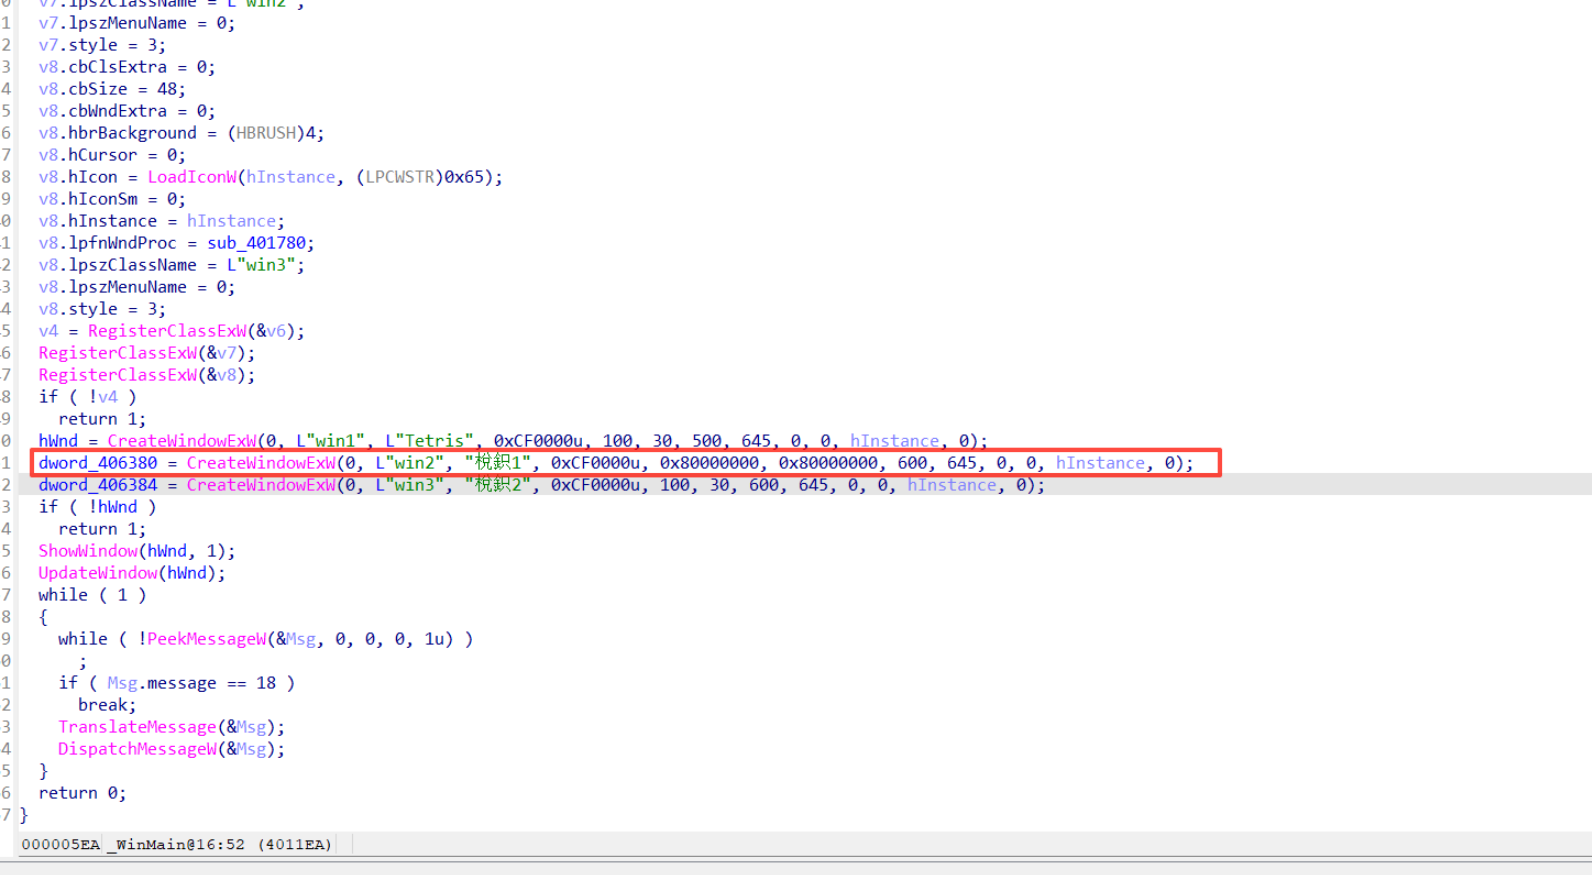 0 v7.lpszClassName = L"win2";
1 v7.lpszMenuName = 0;
2 v7.style = 3;
3 v8.cbClsExtra = 0;
4 v8.cbSize = 48;
5 v8.cbWndExtra = 0;
6 v8.hbrBackground = (HBRUSH)4;
7 v8.hCursor = 0;
8 v8.hIcon = LoadIconW(hInstance, (LPCWSTR)0x65);
9 v8.hIconSm = 0;
0 v8.hInstance = hInstance;
1 v8.lpfnWndProc = sub_401780;
2 v8.lpszClassName = L"win3";
3 v8.lpszMenuName = 0;
4 v8.style = 3;
5 v4 = RegisterClassExW(&v6);
6 RegisterClassExW(&v7);
7 RegisterClassExW(&v8);
8 if ( !v4 )
9 return 1;
0 hWnd = CreateWindowExW(0, L"win1", L"Tetris", 0xCF0000u, 100, 30, 500, 645, 0, 0, hInstance, 0);
1 dword_406380 = CreateWindowExW(0, L"win2", "梲鉙1", 0xCF0000u, 0x80000000, 0x80000000, 600, 645, 0, 0, hInstance, 0);
2 dword_406384 = CreateWindowExW(0, L"win3", "梲鉙2", 0xCF0000u, 100, 30, 600, 645, 0, 0, hInstance, 0);
3 if ( !hWnd )
4 return 1;
5 ShowWindow(hWnd, 1);
6 UpdateWindow(hWnd);
7 while ( 1 )
8 {
9 while ( !PeekMessageW(&Msg, 0, 0, 0, 1u) )
0 ;
1 if ( Msg.message == 18 )
2 break;
3 TranslateMessage(&Msg);
4 DispatchMessageW(&Msg);
5 }
6 return 0;
7 }
000005EA _WinMain@16:52 (4011EA)